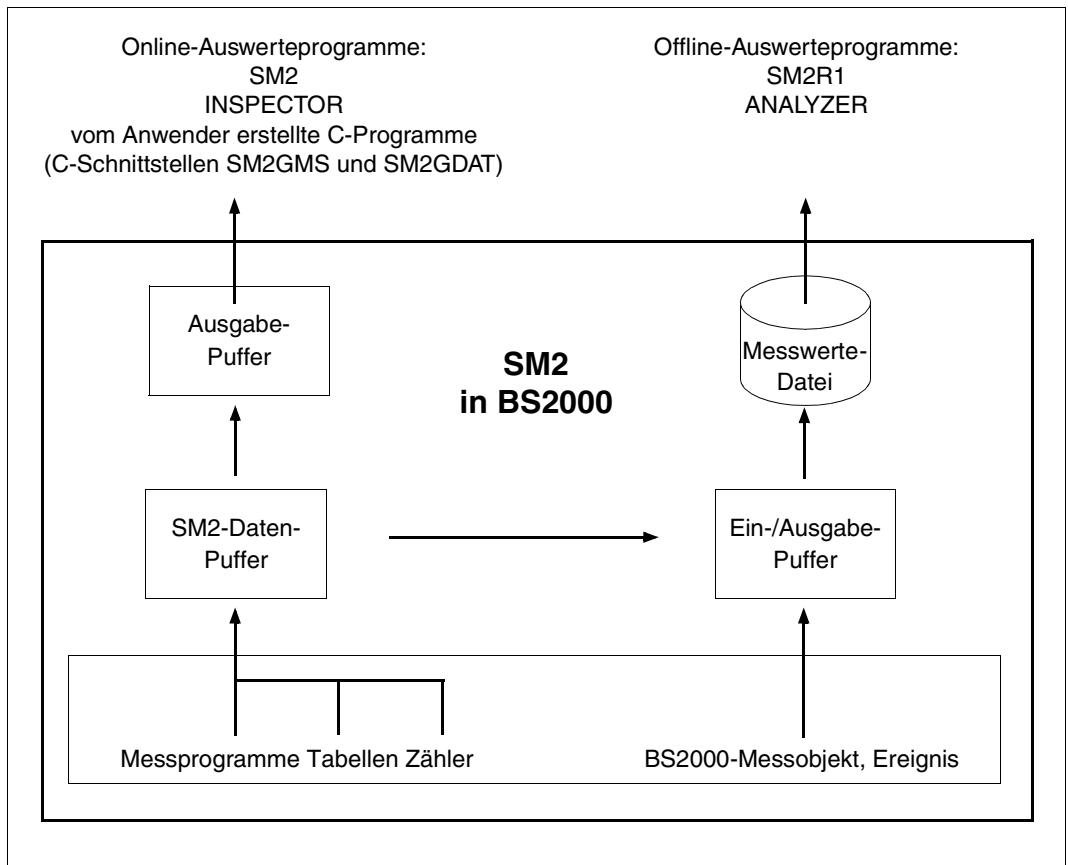 Online-Auswerteprogramme:
SM2
INSPECTOR
vom Anwender erstellte C-Programme
(C-Schnittstellen SM2GMS und SM2GDAT)
Offline-Auswerteprogramme:
SM2R1
ANALYZER
Ausgabe-
Puffer
SM2
in BS2000
Messwerte-
Datei
SM2-Daten-
Puffer
Ein-/Ausgabe-
Puffer
Messprogramme Tabellen Zähler
BS2000-Messobjekt, Ereignis